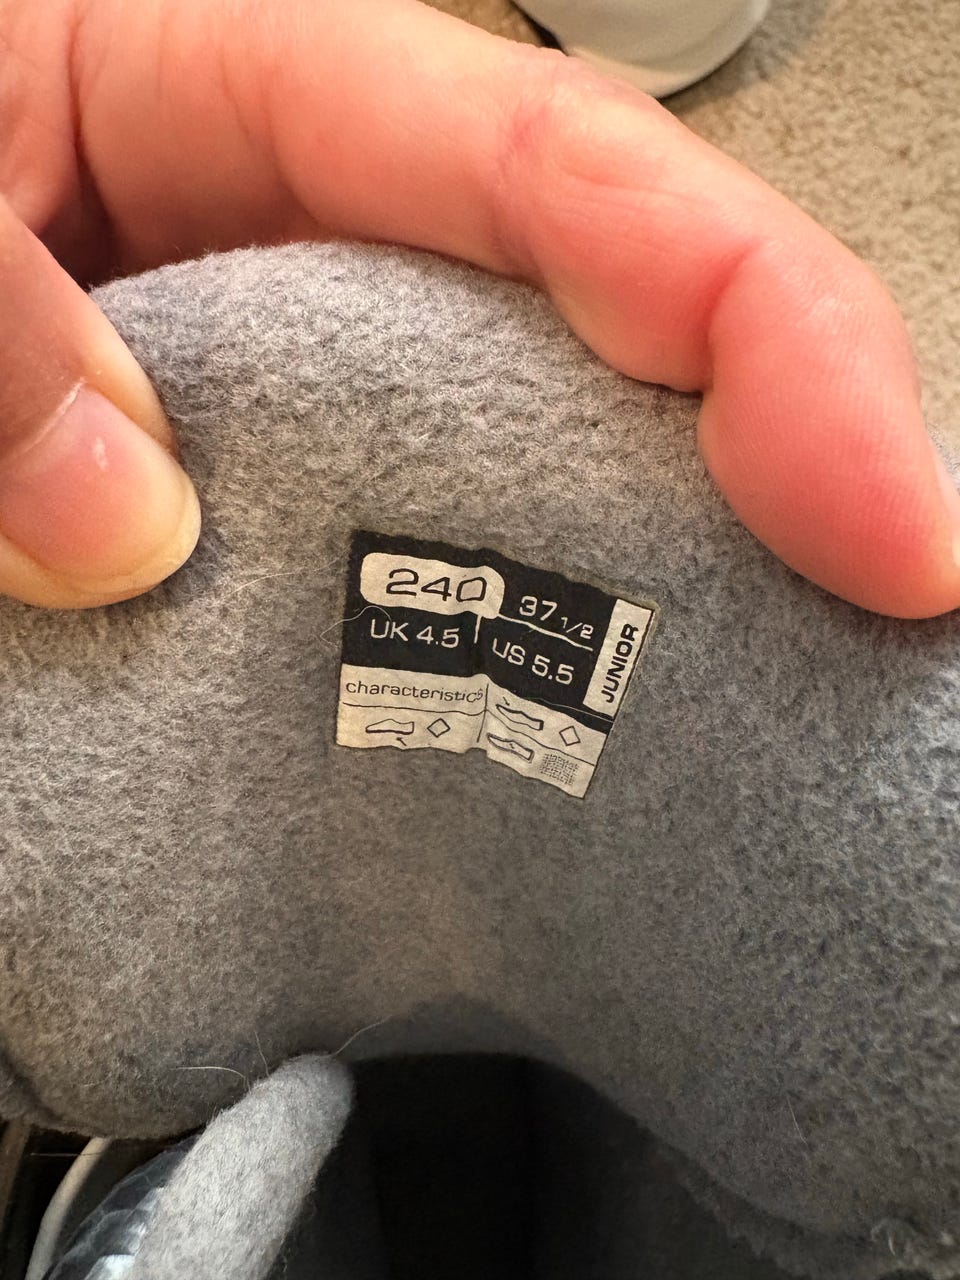 240 37 1/2
UK 4.5 US 5.5
JUNIOR
characteristics